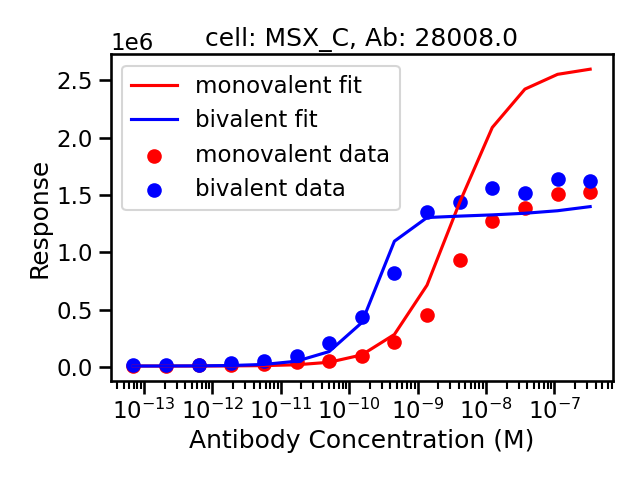 cell: MSX_C, Ab: 28008.0
1e6
monovalent fit
bivalent fit
monovalent data
bivalent data
Response
2.5
2.0
1.5
1.0
0.5
0.0
10⁻¹³ 10⁻¹² 10⁻¹¹ 10⁻¹⁰ 10⁻⁹ 10⁻⁸ 10⁻⁷
Antibody Concentration (M)